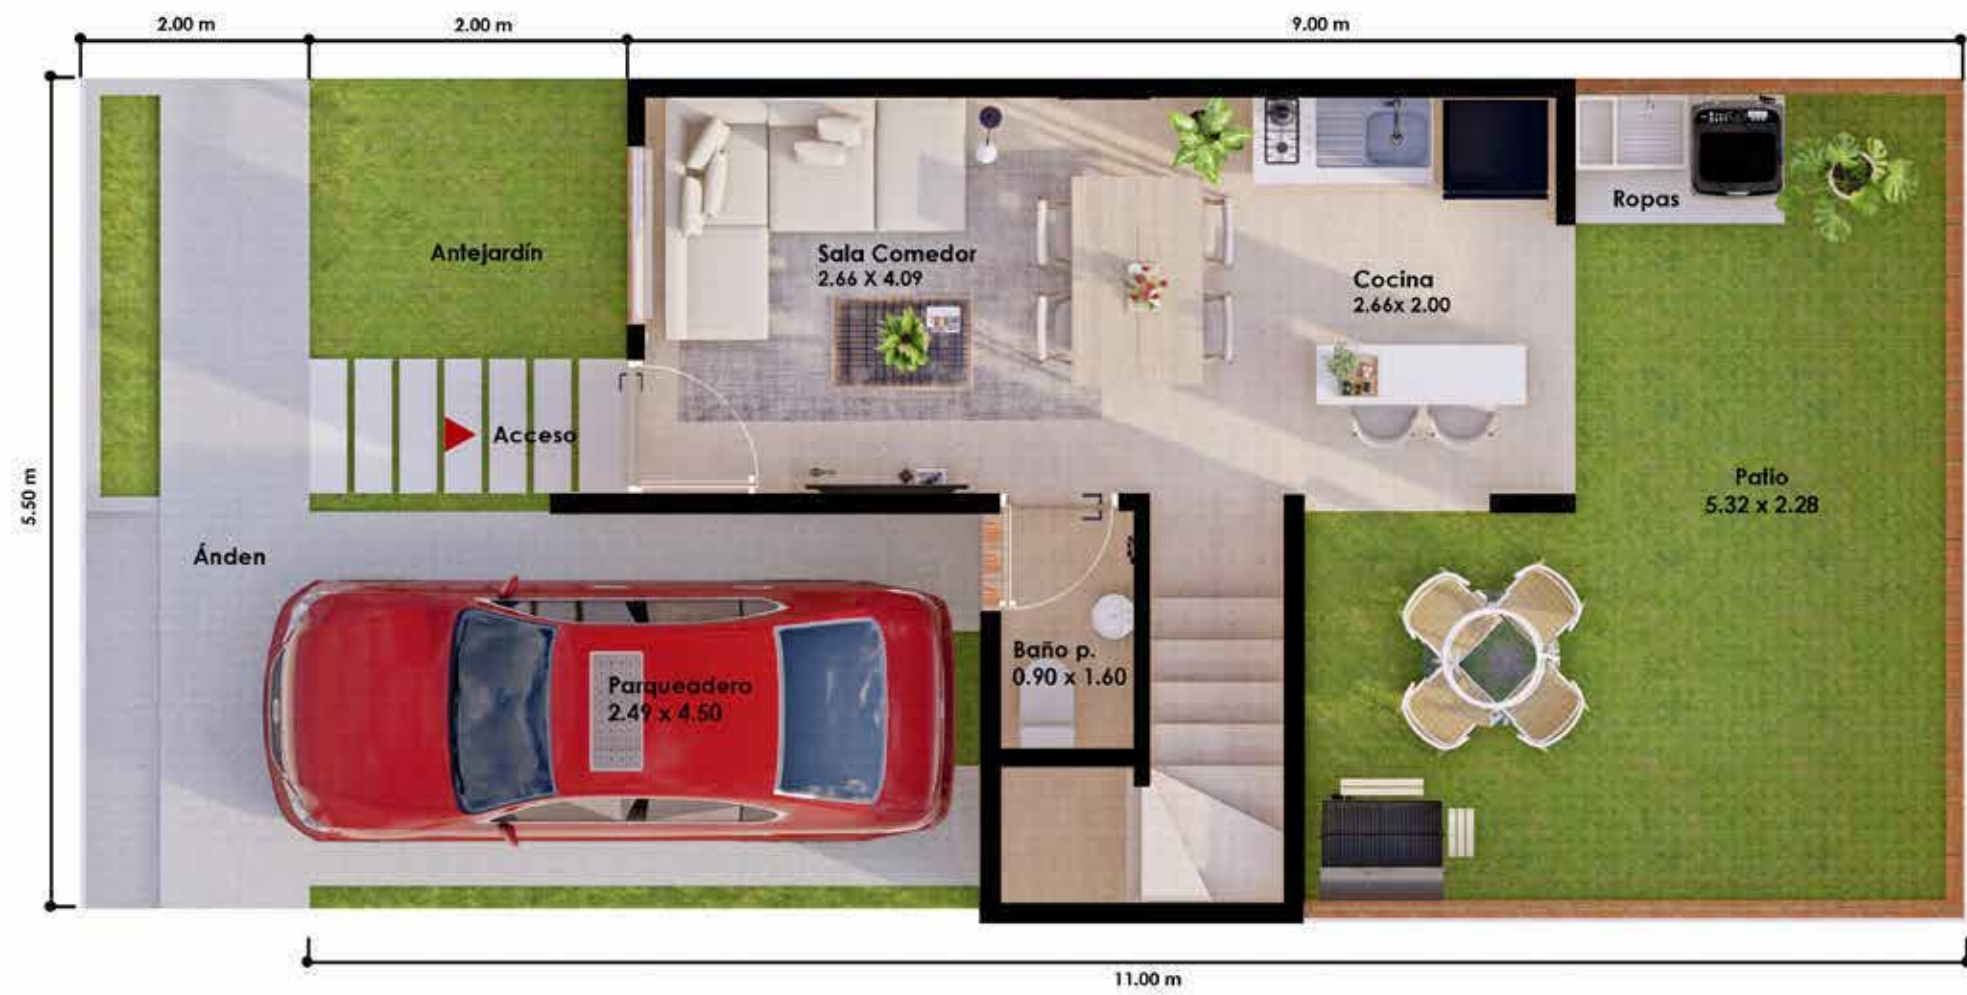 2.00 m
2.00 m
9.00 m
5.50 m
Antejardín
Sala Comedor
2.66 X 4.09
Cocina
2.66x 2.00
Ropas
Acceso
Patio
5.32 x 2.28
Ánden
Baño p.
0.90 x 1.60
Parqueadero
2.49 x 4.50
11.00 m